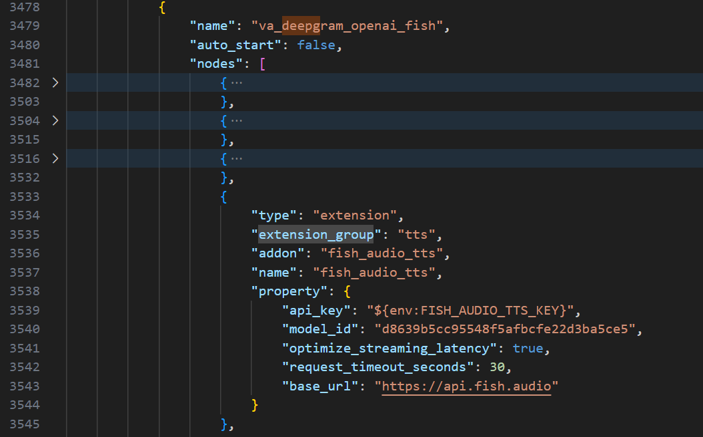 3478 {
3479 "name": "va_deepgram_openai_fish",
3480 "auto_start": false,
3481 "nodes": [
3482 > { ...
3503 },
3504 > { ...
3515 },
3516 > { ...
3532 },
3533 {
3534 "type": "extension",
3535 "extension_group": "tts",
3536 "addon": "fish_audio_tts",
3537 "name": "fish_audio_tts",
3538 "property": {
3539 "api_key": "${env:FISH_AUDIO_TTS_KEY}",
3540 "model_id": "d8639b5cc95548f5afbcfe22d3ba5ce5",
3541 "optimize_streaming_latency": true,
3542 "request_timeout_seconds": 30,
3543 "base_url": "https://api.fish.audio"
3544 }
3545 },